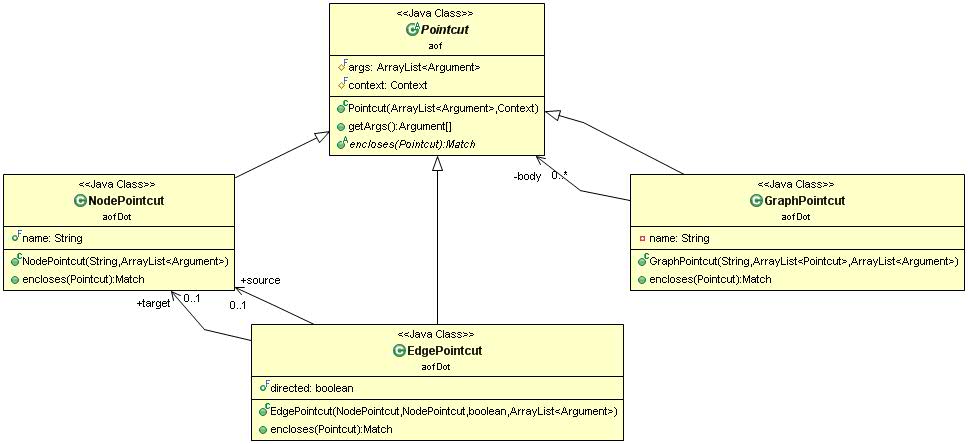 <<Java Class>>
Pointcut
aof
args: ArrayList<Argument>
context: Context
Pointcut(ArrayList<Argument>,Context)
getArgs():Argument[]
encloses(Pointcut):Match
-body 0..*
<<Java Class>>
NodePointcut
aofDot
name: String
NodePointcut(String,ArrayList<Argument>)
encloses(Pointcut):Match
<<Java Class>>
GraphPointcut
aofDot
name: String
GraphPointcut(String,ArrayList<Pointcut>,ArrayList<Argument>)
encloses(Pointcut):Match
+source
0..1
+target
0..1
<<Java Class>>
EdgePointcut
aofDot
directed: boolean
EdgePointcut(NodePointcut,NodePointcut,boolean,ArrayList<Argument>)
encloses(Pointcut):Match